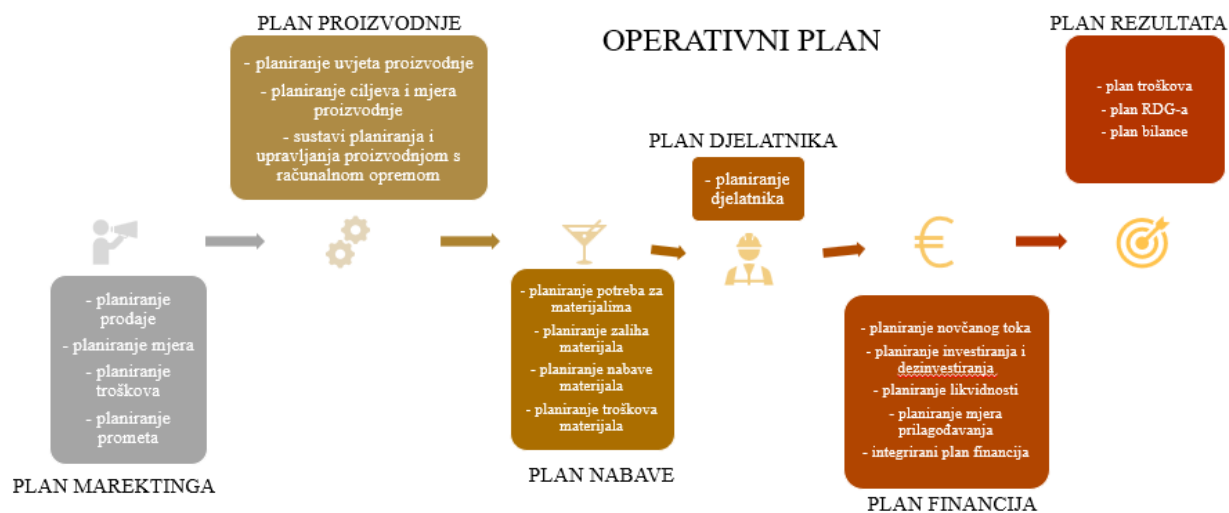 OPERATIVNI PLAN
PLAN MAREKTINGA
- planiranje
prodaje
- planiranje mjera
- planiranje
troškova
- planiranje
prometa
PLAN PROIZVODNJE
- planiranje uvjeta proizvodnje
- planiranje ciljeva i mjera
proizvodnje
- sustavi planiranja i
upravljanja proizvodnjom s
računalnom opremom
PLAN NABAVE
- planiranje potreba za
materijalima
- planiranje zaliha
materijala
- planiranje nabave
materijala
- planiranje troškova
materijala
PLAN DJELATNIKA
- planiranje
djelatnika
€
PLAN FINANCIJA
- planiranje novčanog toka
- planiranje investiranja i
dezinvestiranja
- planiranje likvidnosti
- planiranje mjera
prilagođavanja
- integrirani plan financija
PLAN REZULTATA
- plan troškova
- plan RDG-a
- plan bilance